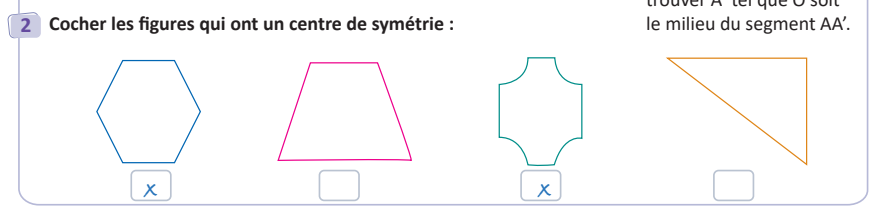 trouver A' tel que O soit
2 Cocher les figures qui ont un centre de symétrie :
le milieu du segment AA’.
x
x